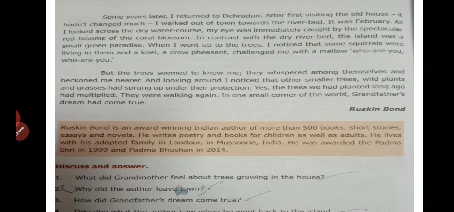 Some years later, I returned to Dehradun. After first visiting the old house – it
hadn't changed much – I walked out of town towards the river-bed. It was February. As
I looked across the dry water-course, my eye was immediately caught by the spectacular
red blooms of the coral blossom. In contrast with the dry river bed, the island was a
small green paradise. When I went up to the trees, I noticed that some squirrels were
living in them and a koel, a crow pheasant, challenged me with a mellow 'who-are-you,
who-are-you.'
But the trees seemed to know me; they whispered among themselves and
beckoned me nearer. And looking around I noticed that other smaller trees, wild plants
and grasses had sprung up under their protection. Yes, the trees we had planted long ago
had multiplied. They were walking again. In one small corner of the world, Grandfather's
dream had come true.
Ruskin Bond
Ruskin Bond is an award winning Indian author of more than 500 books, short stories,
essays and novels. He writes poetry and books for children as well as adults. He lives
with his adopted family in Landour, in Mussoorie, India. He was awarded the Padma
Shri in 1999 and Padma Bhushan in 2014.
Discuss and answer.
1. What did Grandmother feel about trees growing in the house?
2. Why did the author leave town?
3. How did Grandfather's dream come true?